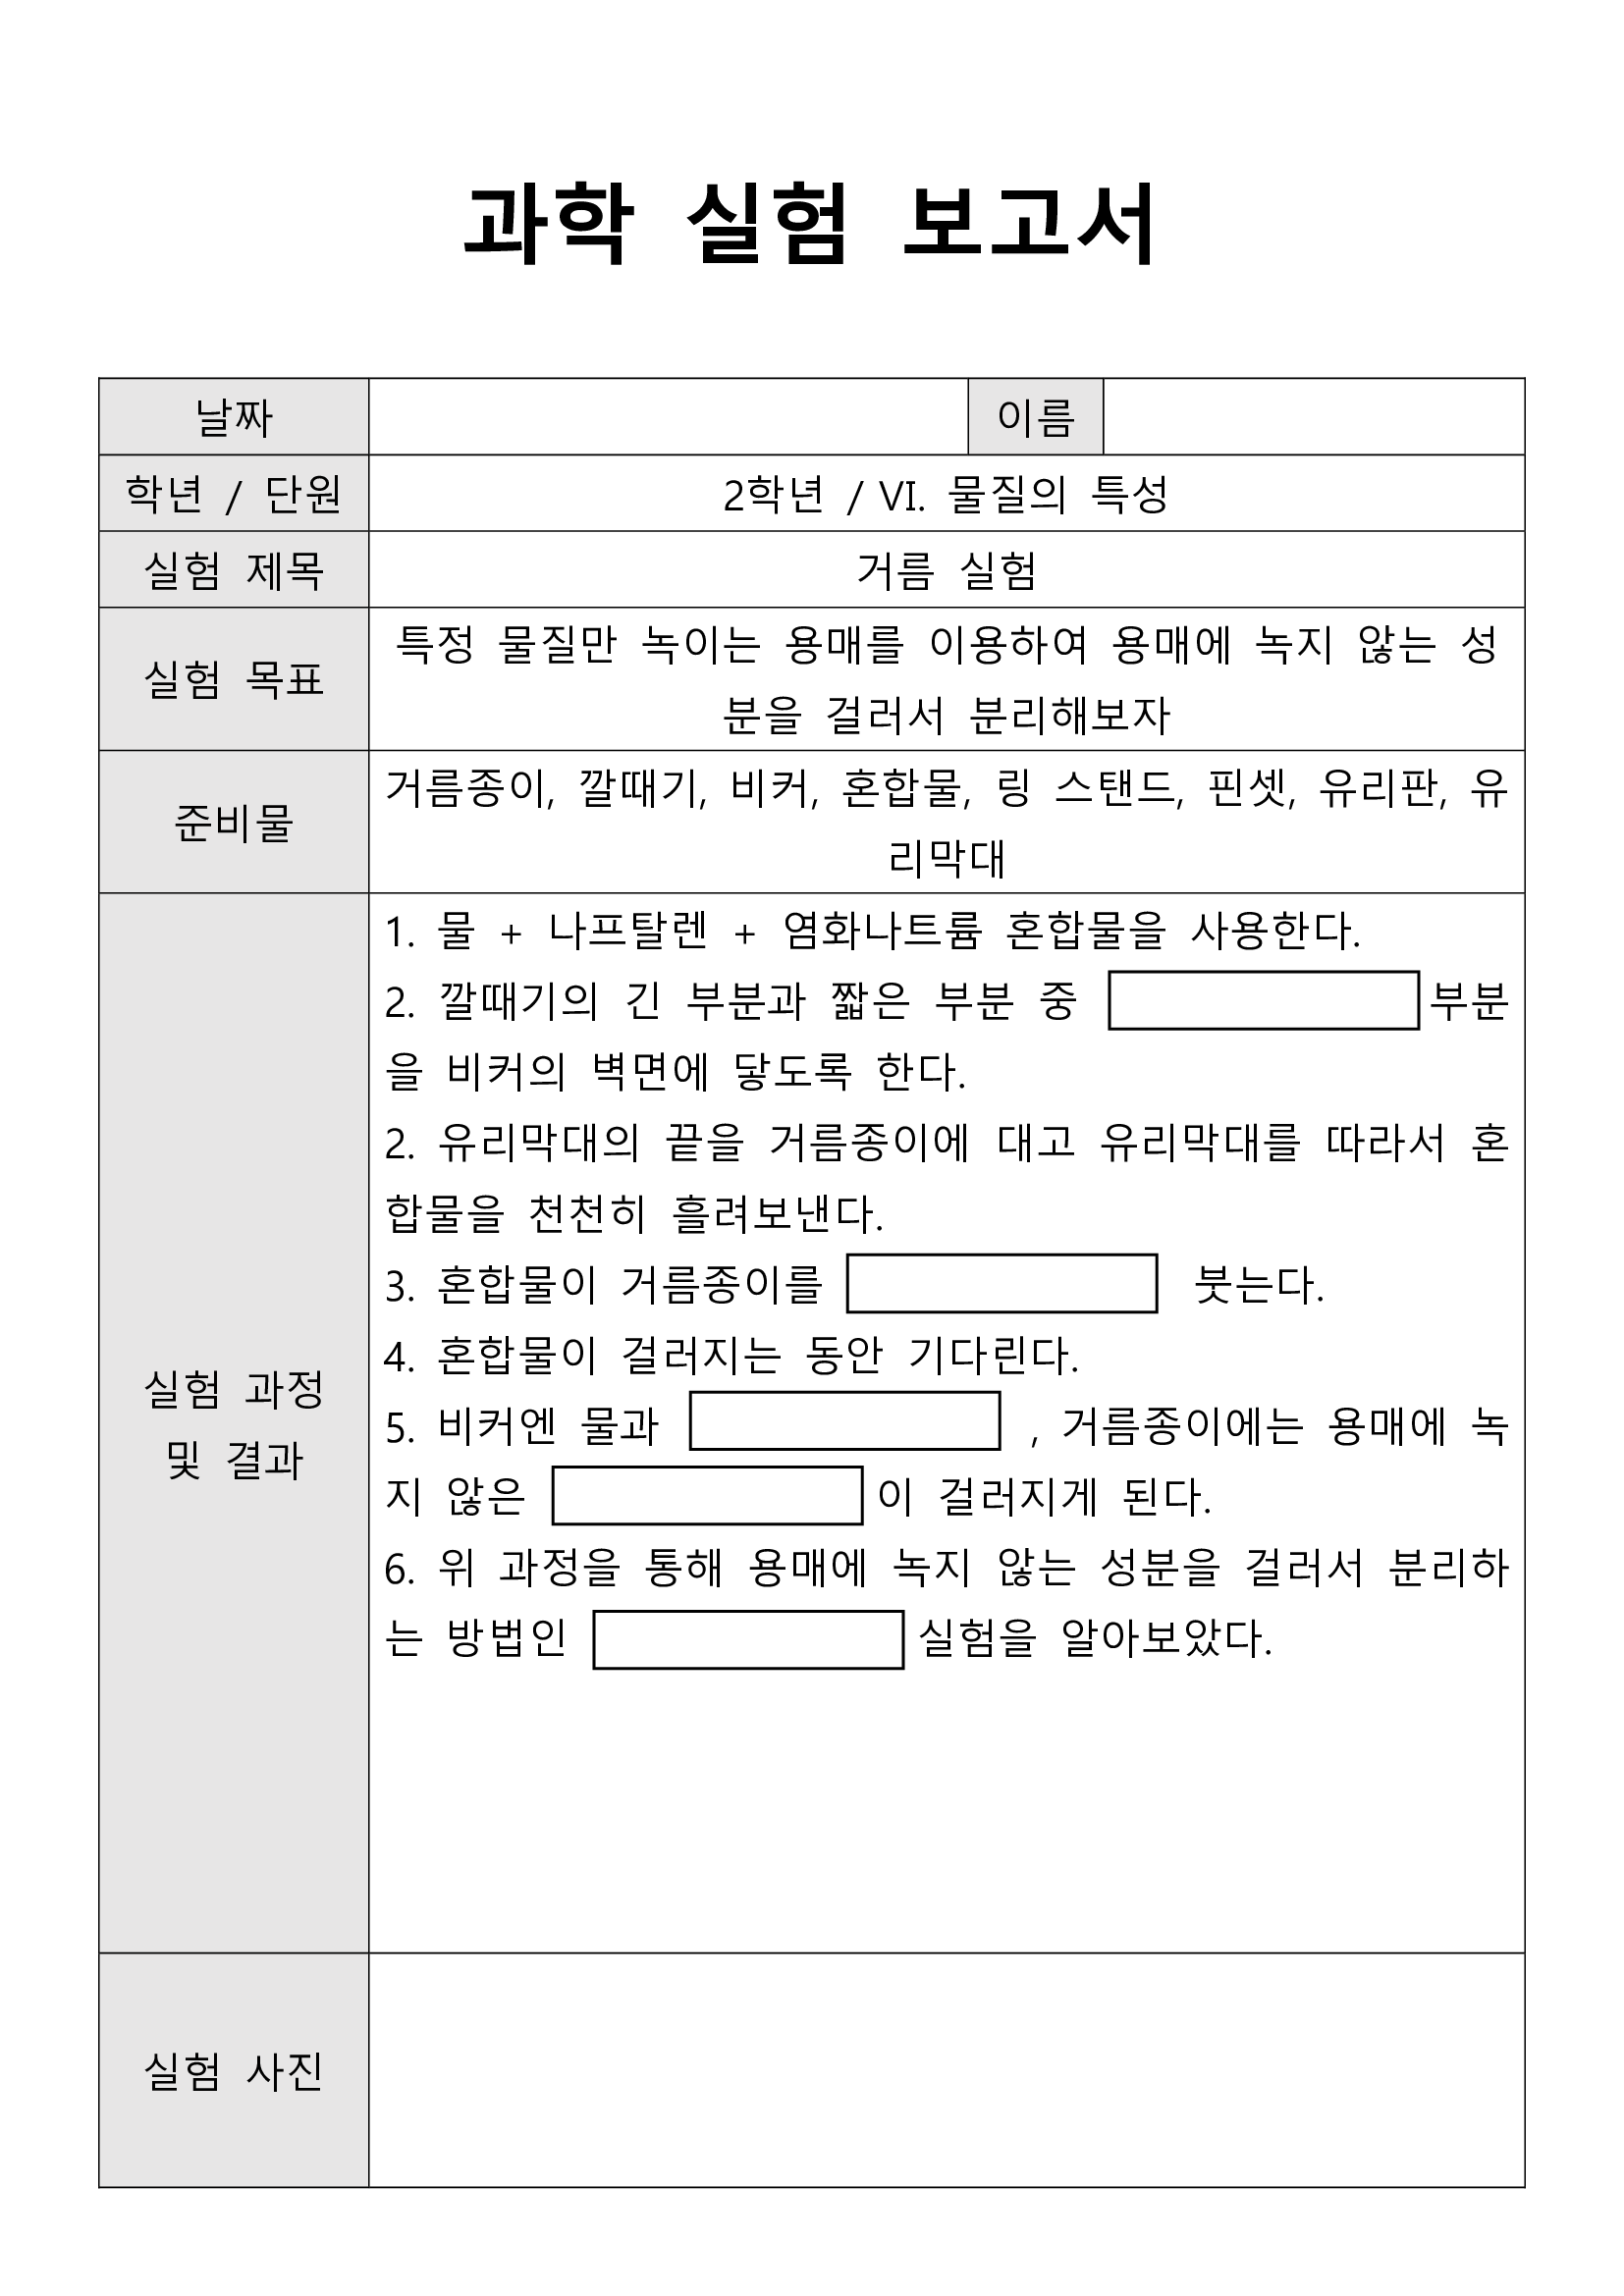 과학 실험 보고서
날짜 이름
학년 / 단원 2학년 / VI. 물질의 특성
실험 제목 거름 실험
실험 목표 특정 물질만 녹이는 용매를 이용하여 용매에 녹지 않는 성
분을 걸러서 분리해보자
준비물 거름종이, 깔때기, 비커, 혼합물, 링 스탠드, 핀셋, 유리판, 유
리막대
실험 과정
및 결과
1. 물 + 나프탈렌 + 염화나트륨 혼합물을 사용한다.
2. 깔때기의 긴 부분과 짧은 부분 중 부분
을 비커의 벽면에 닿도록 한다.
2. 유리막대의 끝을 거름종이에 대고 유리막대를 따라서 혼
합물을 천천히 흘려보낸다.
3. 혼합물이 거름종이를 붓는다.
4. 혼합물이 걸러지는 동안 기다린다.
5. 비커엔 물과 , 거름종이에는 용매에 녹
지 않은 이 걸러지게 된다.
6. 위 과정을 통해 용매에 녹지 않는 성분을 걸러서 분리하
는 방법인 실험을 알아보았다.
실험 사진